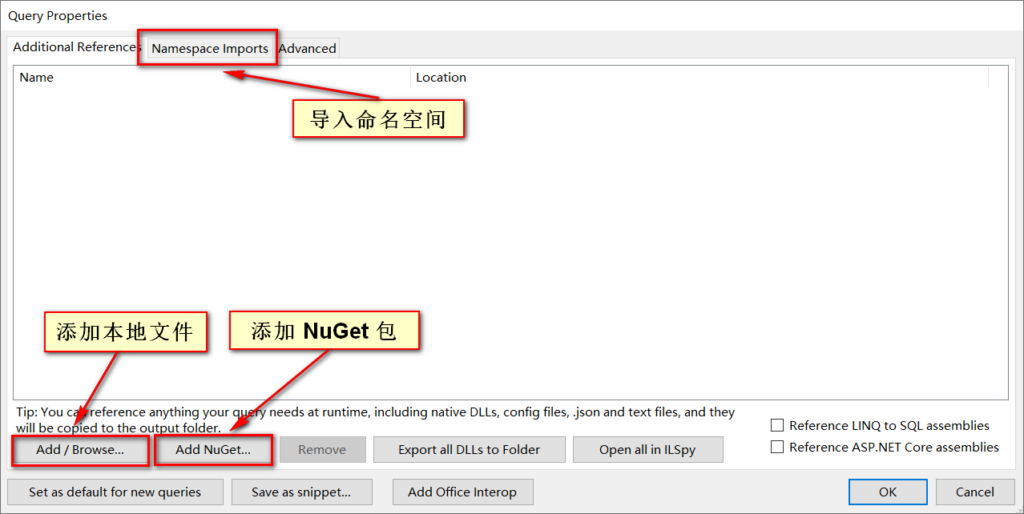 Query Properties
Additional References Namespace Imports Advanced
Name Location
导入命名空间
添加本地文件 添加 NuGet 包
Tip: You can reference anything your query needs at runtime, including native DLLs, config files, .json and text files, and they
will be copied to the output folder.
Reference LINQ to SQL assemblies
Add / Browse... Add NuGet... Remove Export all DLLs to Folder Open all in ILSpy Reference ASP.NET Core assemblies
Set as default for new queries Save as snippet... Add Office Interop OK Cancel